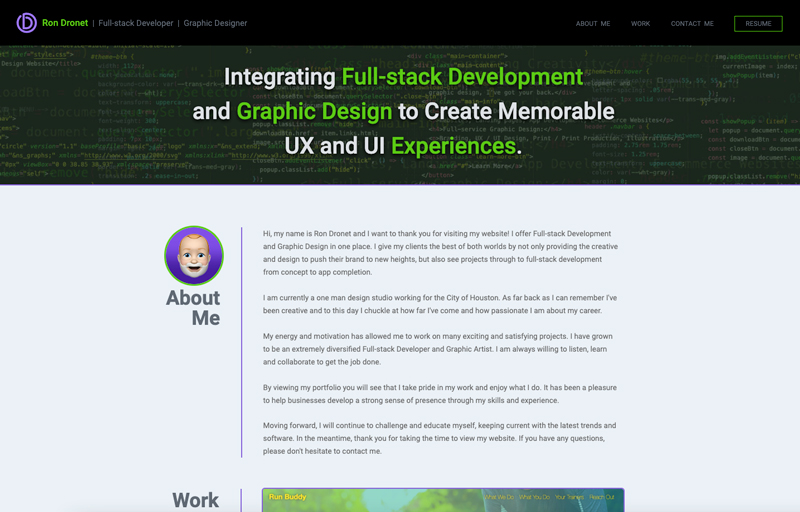 Ron Dronet | Full-stack Developer | Graphic Designer
ABOUT ME WORK CONTACT ME RESUME
Integrating Full-stack Development
and Graphic Design to Create Memorable
UX and UI Experiences.
Hi, my name is Ron Dronet and I want to thank you for visiting my website! I offer Full-stack Development
and Graphic Design in one place. I give my clients the best of both worlds by not only providing the creative
and design to push their brand to new heights, but also see projects through to full-stack development
from concept to app completion.
I am currently a one man design studio working for the City of Houston. As far back as I can remember I've
been creative and to this day I chuckle at how far I've come and how passionate I am about my career.
My energy and motivation has allowed me to work on many exciting and satisfying projects. I have grown
to be an extremely diversified Full-stack Developer and Graphic Artist. I am always willing to listen, learn
and collaborate to get the job done.
By viewing my portfolio you will see that I take pride in my work and enjoy what I do. It has been a pleasure
to help businesses develop a strong sense of presence through my skills and experience.
Moving forward, I will continue to challenge and educate myself, keeping current with the latest trends and
software. In the meantime, thank you for taking the time to view my website. If you have any questions,
please don't hesitate to contact me.
About
Me
Work
Run Buddy
What We Do What You Do Your Trainers Reach Out